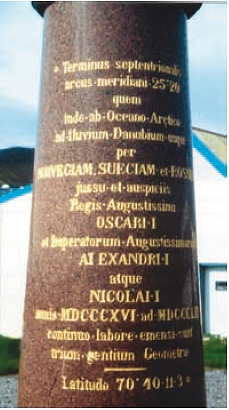 Terminus septentrionalis
arcus meridiani 25°20'
quem
inde ab Oceano Arctico
ad fluvium Danubium usque
per
NORVEGIAM, SUECIAM et ROSSIAM
jussu et auspiciis
Regis Augustissimi
OSCARI I
et Imperatorum Augustissimorum
ALEXANDRI I
atque
NICOLAI I
annis MDCCCXVI ad MDCCCLII
continuo labore emensi sunt
trium gentium Geometrae
Latitudo 70°40'11.3"